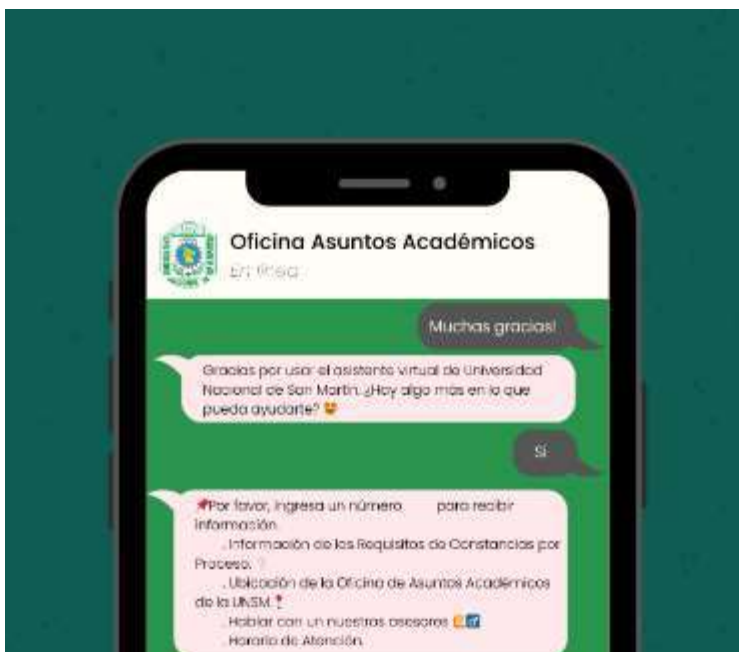 Oficina Asuntos Académicos
En línea
Muchas gracias!
Gracias por usar el asistente virtual de Universidad
Nacional de San Martín. ¿Hay algo más en lo que
pueda ayudarte? 😍
Sí
📌Por favor, ingresa un número para recibir
información.
. Información de los Requisitos de Constancias por
Proceso.
. Ubicación de la Oficina de Asuntos Académicos
de la UNSM 📍
. Hablar con un nuestros asesores
. Horario de Atención.